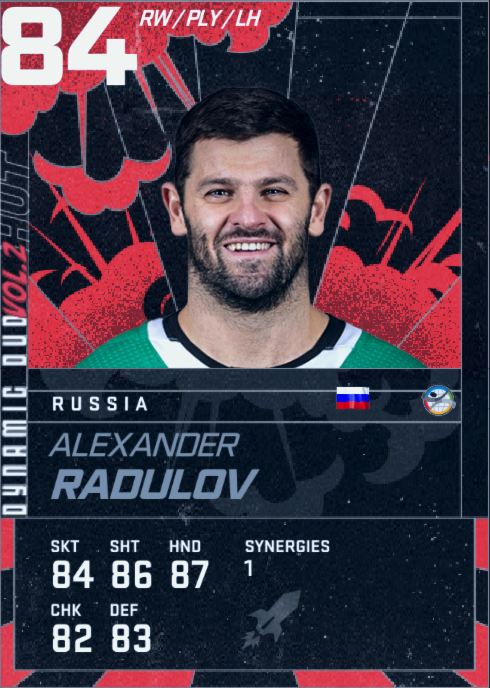 84
RW / PLY / LH
HUT
DYNAMIC DUO VOL.2
RUSSIA
ALEXANDER
RADULOV
SKT SHT HND SYNERGIES
84 86 87 1
CHK DEF
82 83